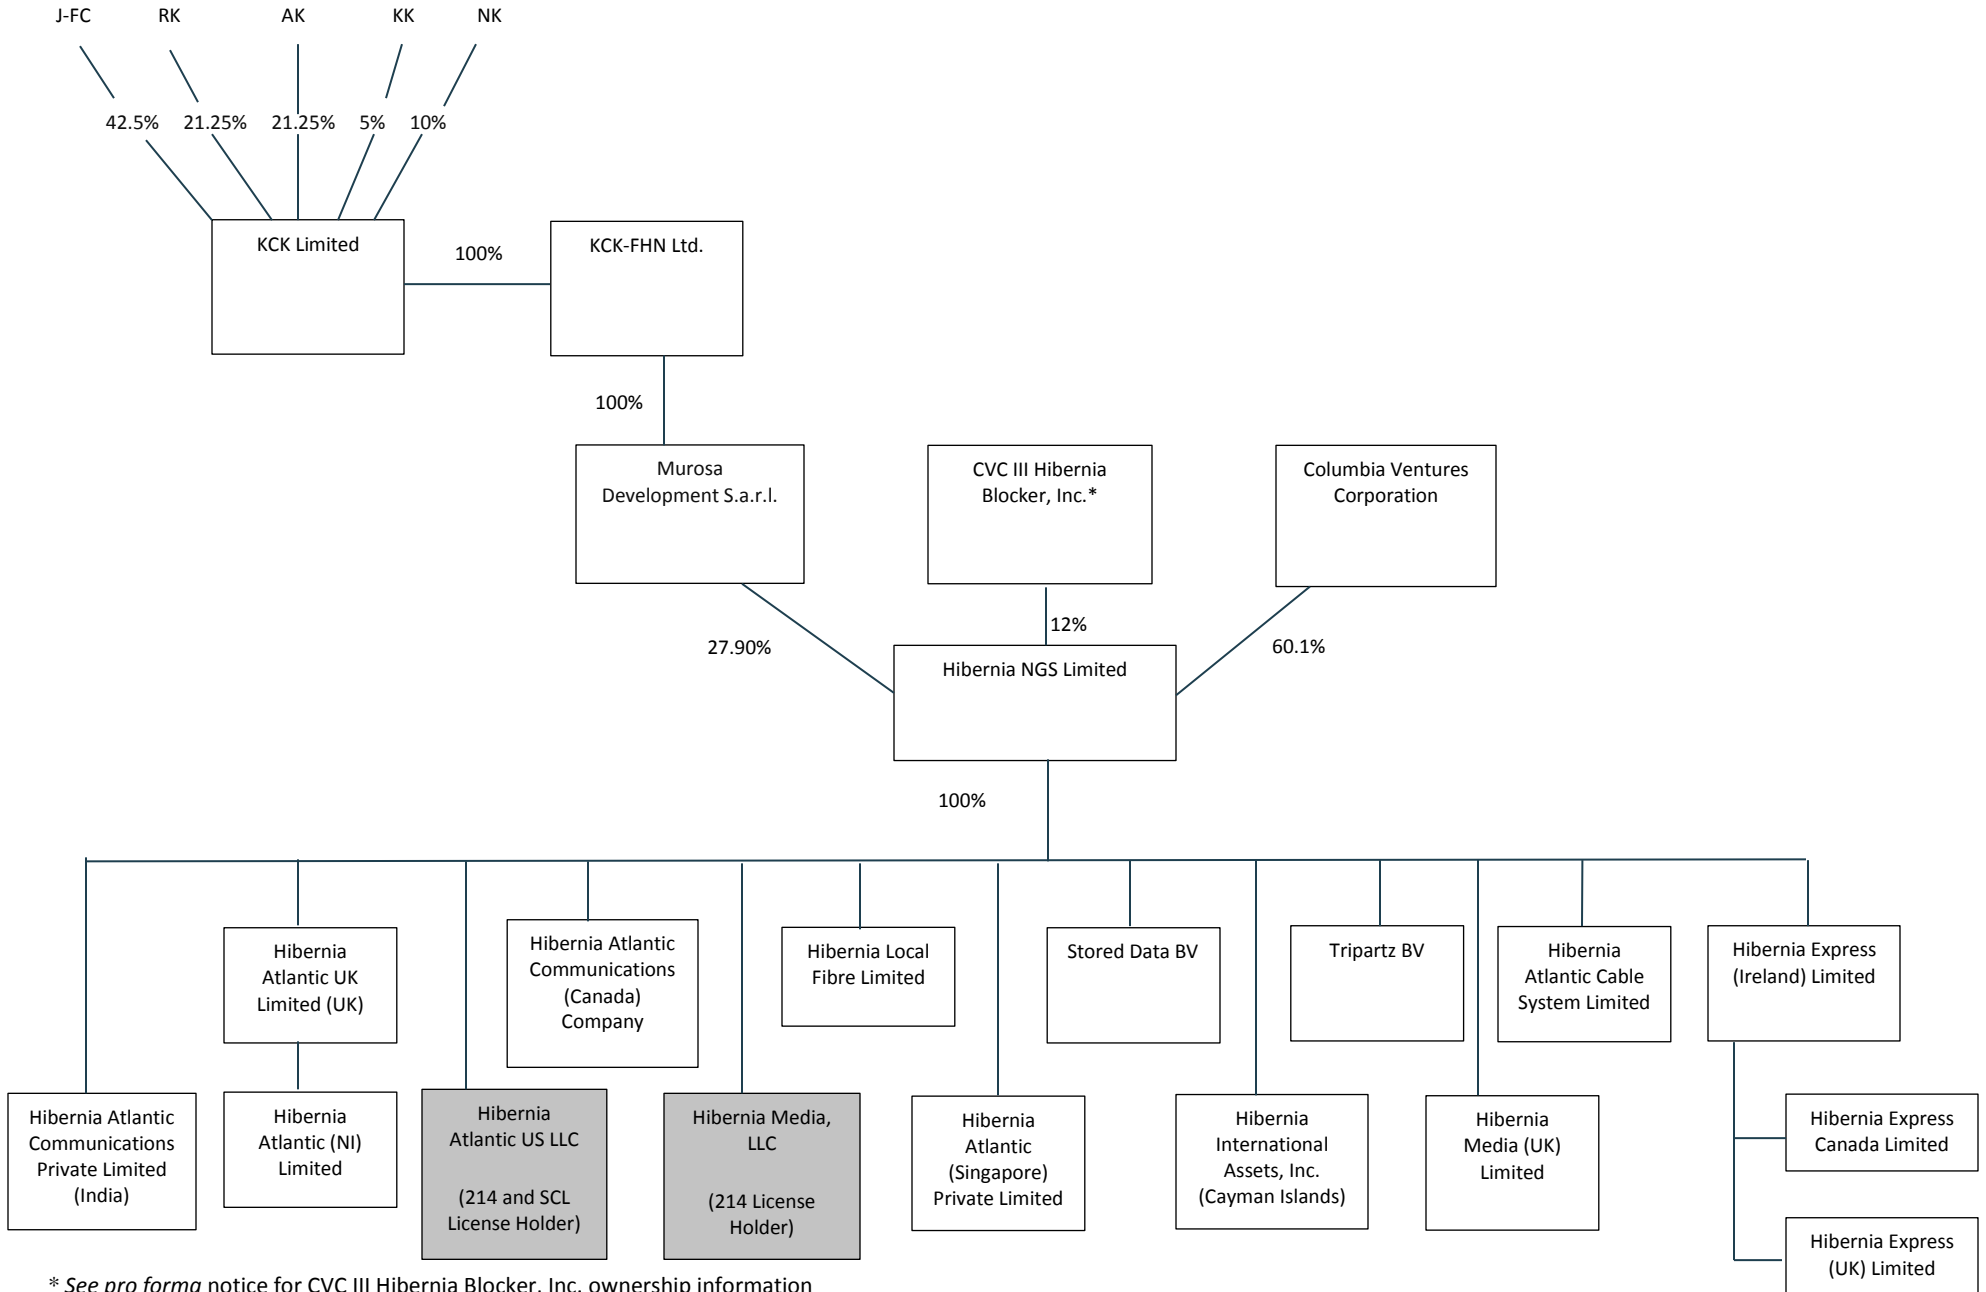 J-FC
RK
AK
KK
NK
42.5%
21.25%
21.25%
5%
10%
KCK Limited
100%
KCK-FHN Ltd.
100%
Murosa
Development S.a.r.l.
CVC III Hibernia
Blocker, Inc.*
Columbia Ventures
Corporation
27.90%
12%
60.1%
Hibernia NGS Limited
100%
Hibernia
Atlantic UK
Limited (UK)
Hibernia Atlantic
Communications
(Canada)
Company
Hibernia Local
Fibre Limited
Stored Data BV
Tripartz BV
Hibernia
Atlantic Cable
System Limited
Hibernia Express
(Ireland) Limited
Hibernia Atlantic
Communications
Private Limited
(India)
Hibernia
Atlantic (NI)
Limited
Hibernia
Atlantic US LLC
(214 and SCL
License Holder)
Hibernia Media,
LLC
(214 License
Holder)
Hibernia
Atlantic
(Singapore)
Private Limited
Hibernia
International
Assets, Inc.
(Cayman Islands)
Hibernia
Media (UK)
Limited
Hibernia Express
Canada Limited
Hibernia Express
(UK) Limited
* See pro forma notice for CVC III Hibernia Blocker, Inc. ownership information